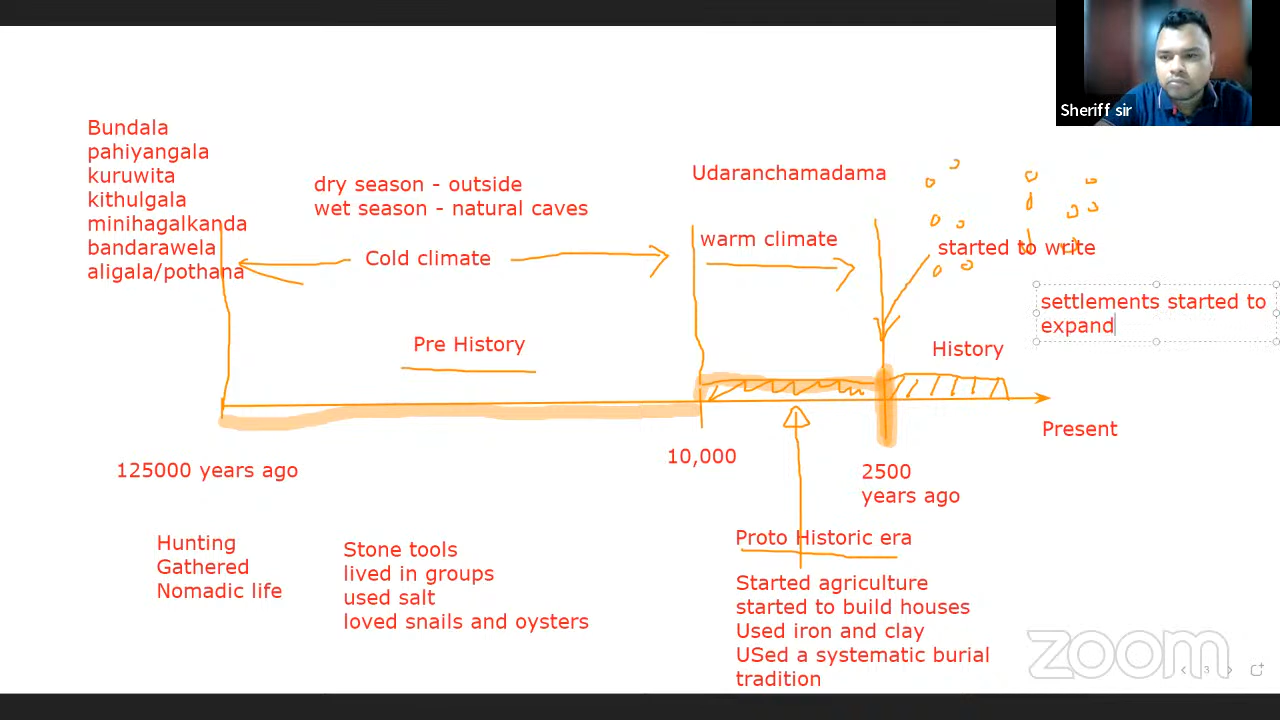 Sheriff sir
Bundala
pahiyangala
kuruwita
kithulgala
minihagalkanda
bandarawela
aligala/pothana
dry season - outside
wet season - natural caves
Cold climate
Udaranchamadama
warm climate
started to write
settlements started to
expand
Pre History
History
Present
125000 years ago
10,000
2500
years ago
Hunting
Gathered
Nomadic life
Stone tools
lived in groups
used salt
loved snails and oysters
Proto Historic era
Started agriculture
started to build houses
Used iron and clay
USed a systematic burial
tradition
zoom
3